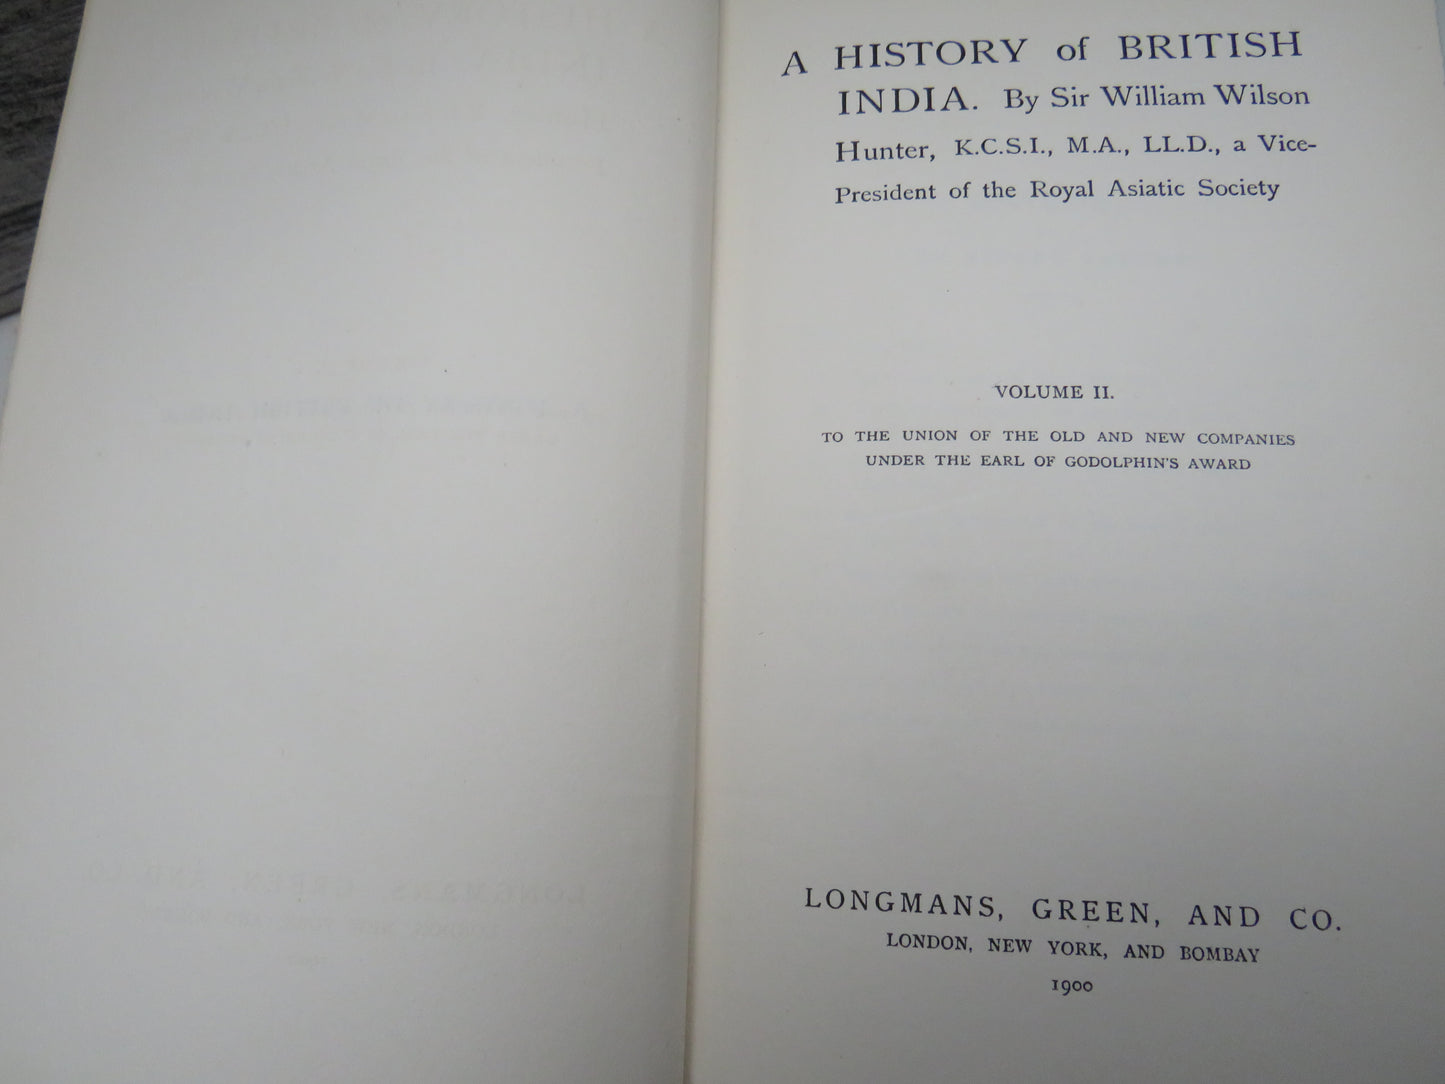 A HISTORY of BRITISH
INDIA. By Sir William Wilson
Hunter, K.C.S.I., M.A., LL.D., a Vice-
President of the Royal Asiatic Society
VOLUME II.
TO THE UNION OF THE OLD AND NEW COMPANIES
UNDER THE EARL OF GODOLPHIN'S AWARD
LONGMANS, GREEN, AND CO.
LONDON, NEW YORK, AND BOMBAY
1900